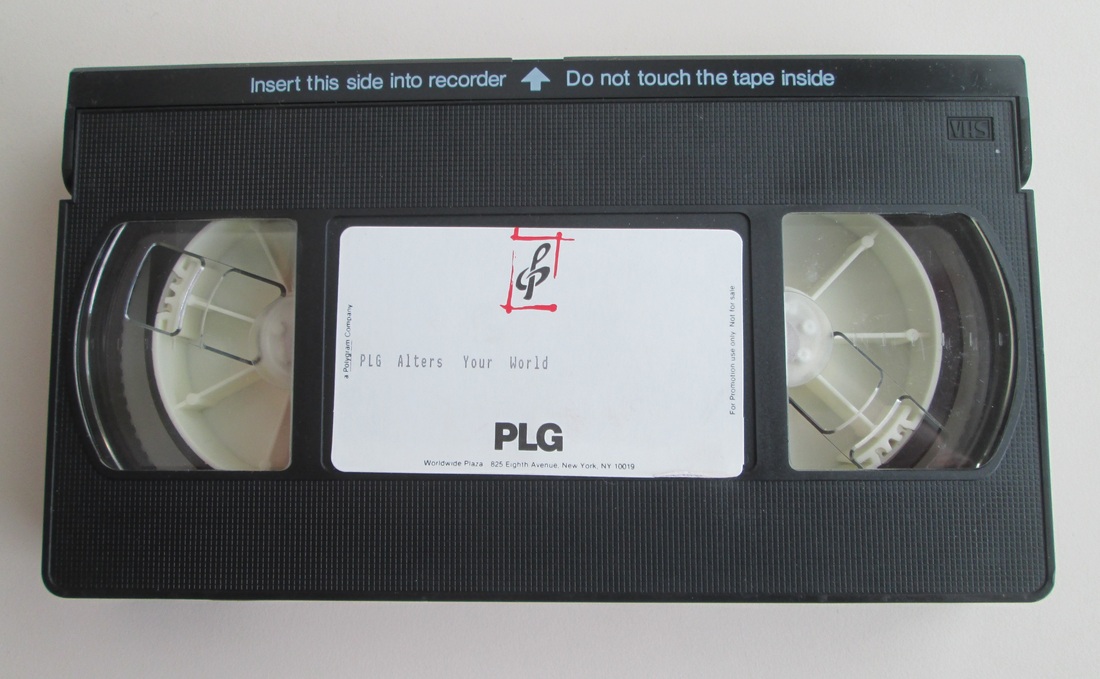 Insert this side into recorder Do not touch the tape inside
VHS
a Polygram Company
PLG Alters Your World
For Promotion use only. Not for sale
PLG
Worldwide Plaza 825 Eighth Avenue, New York, NY 10019